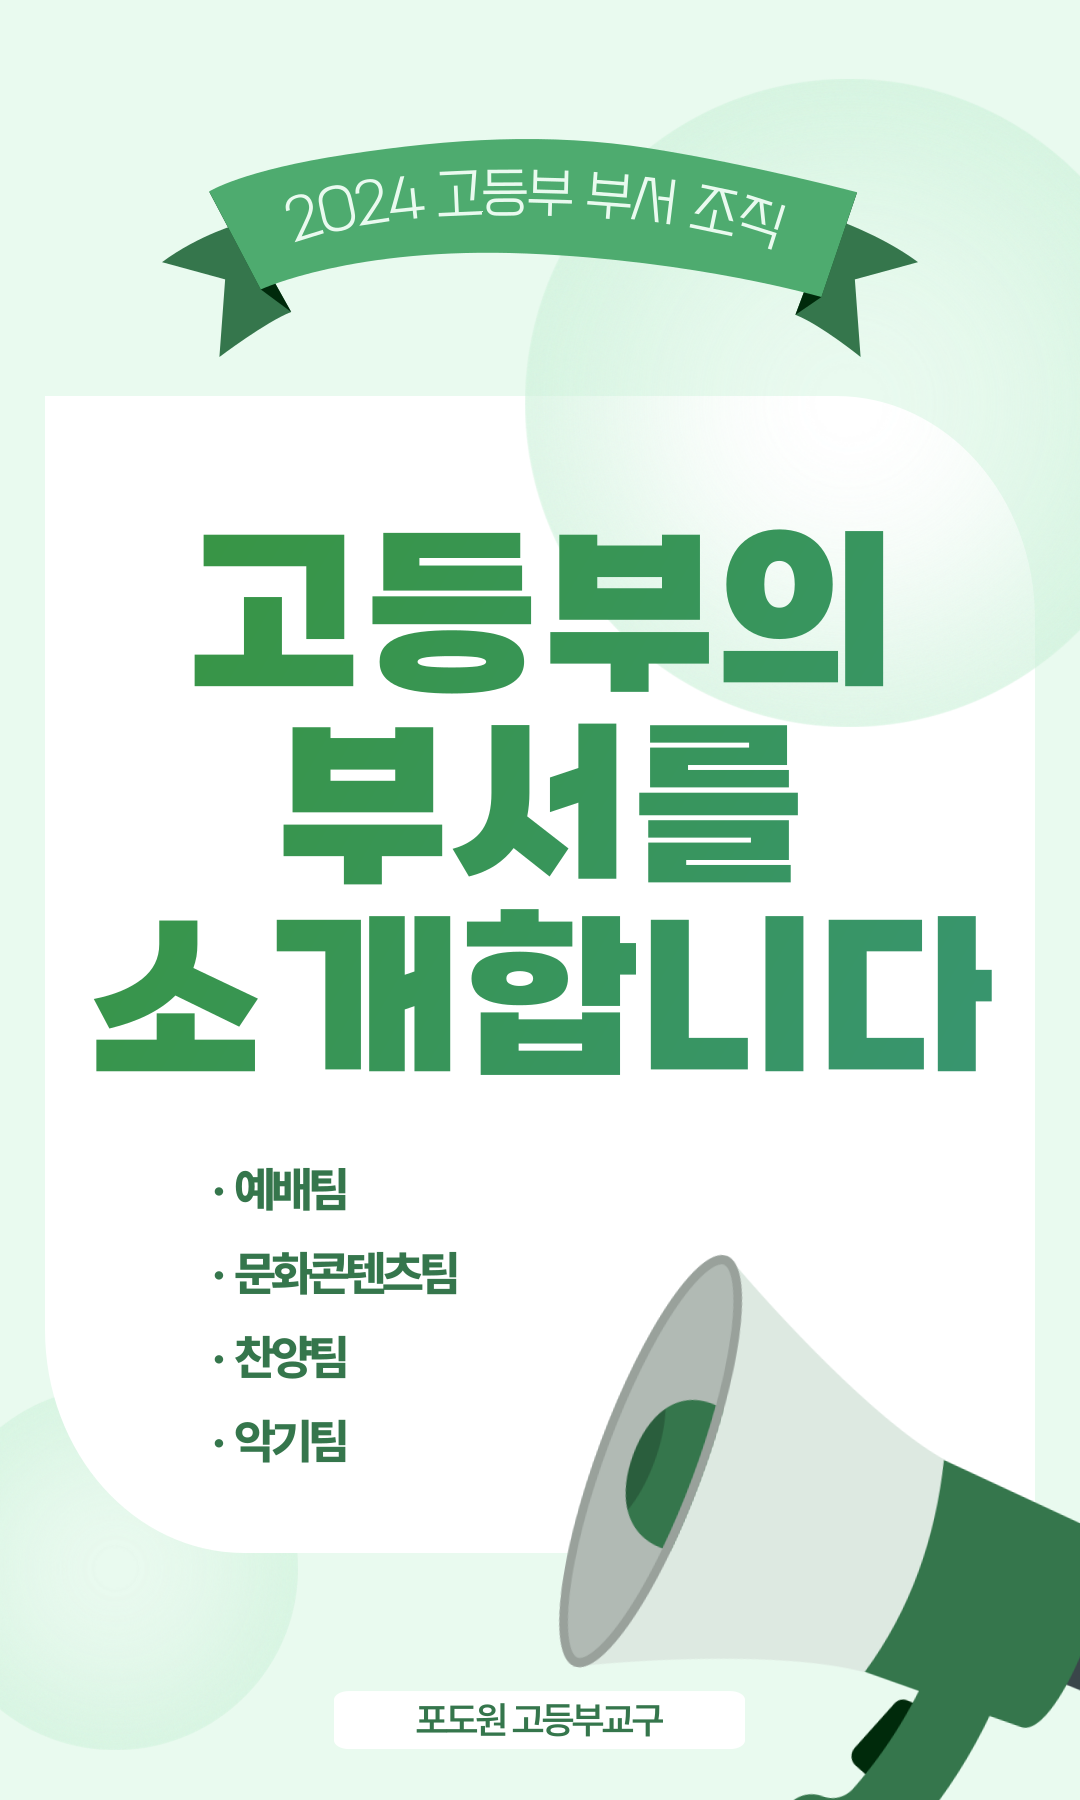 2024 고등부 부서 조직
고등부의
부서를
소개합니다
· 예배팀
· 문화콘텐츠팀
· 찬양팀
· 악기팀
포도원 고등부교구